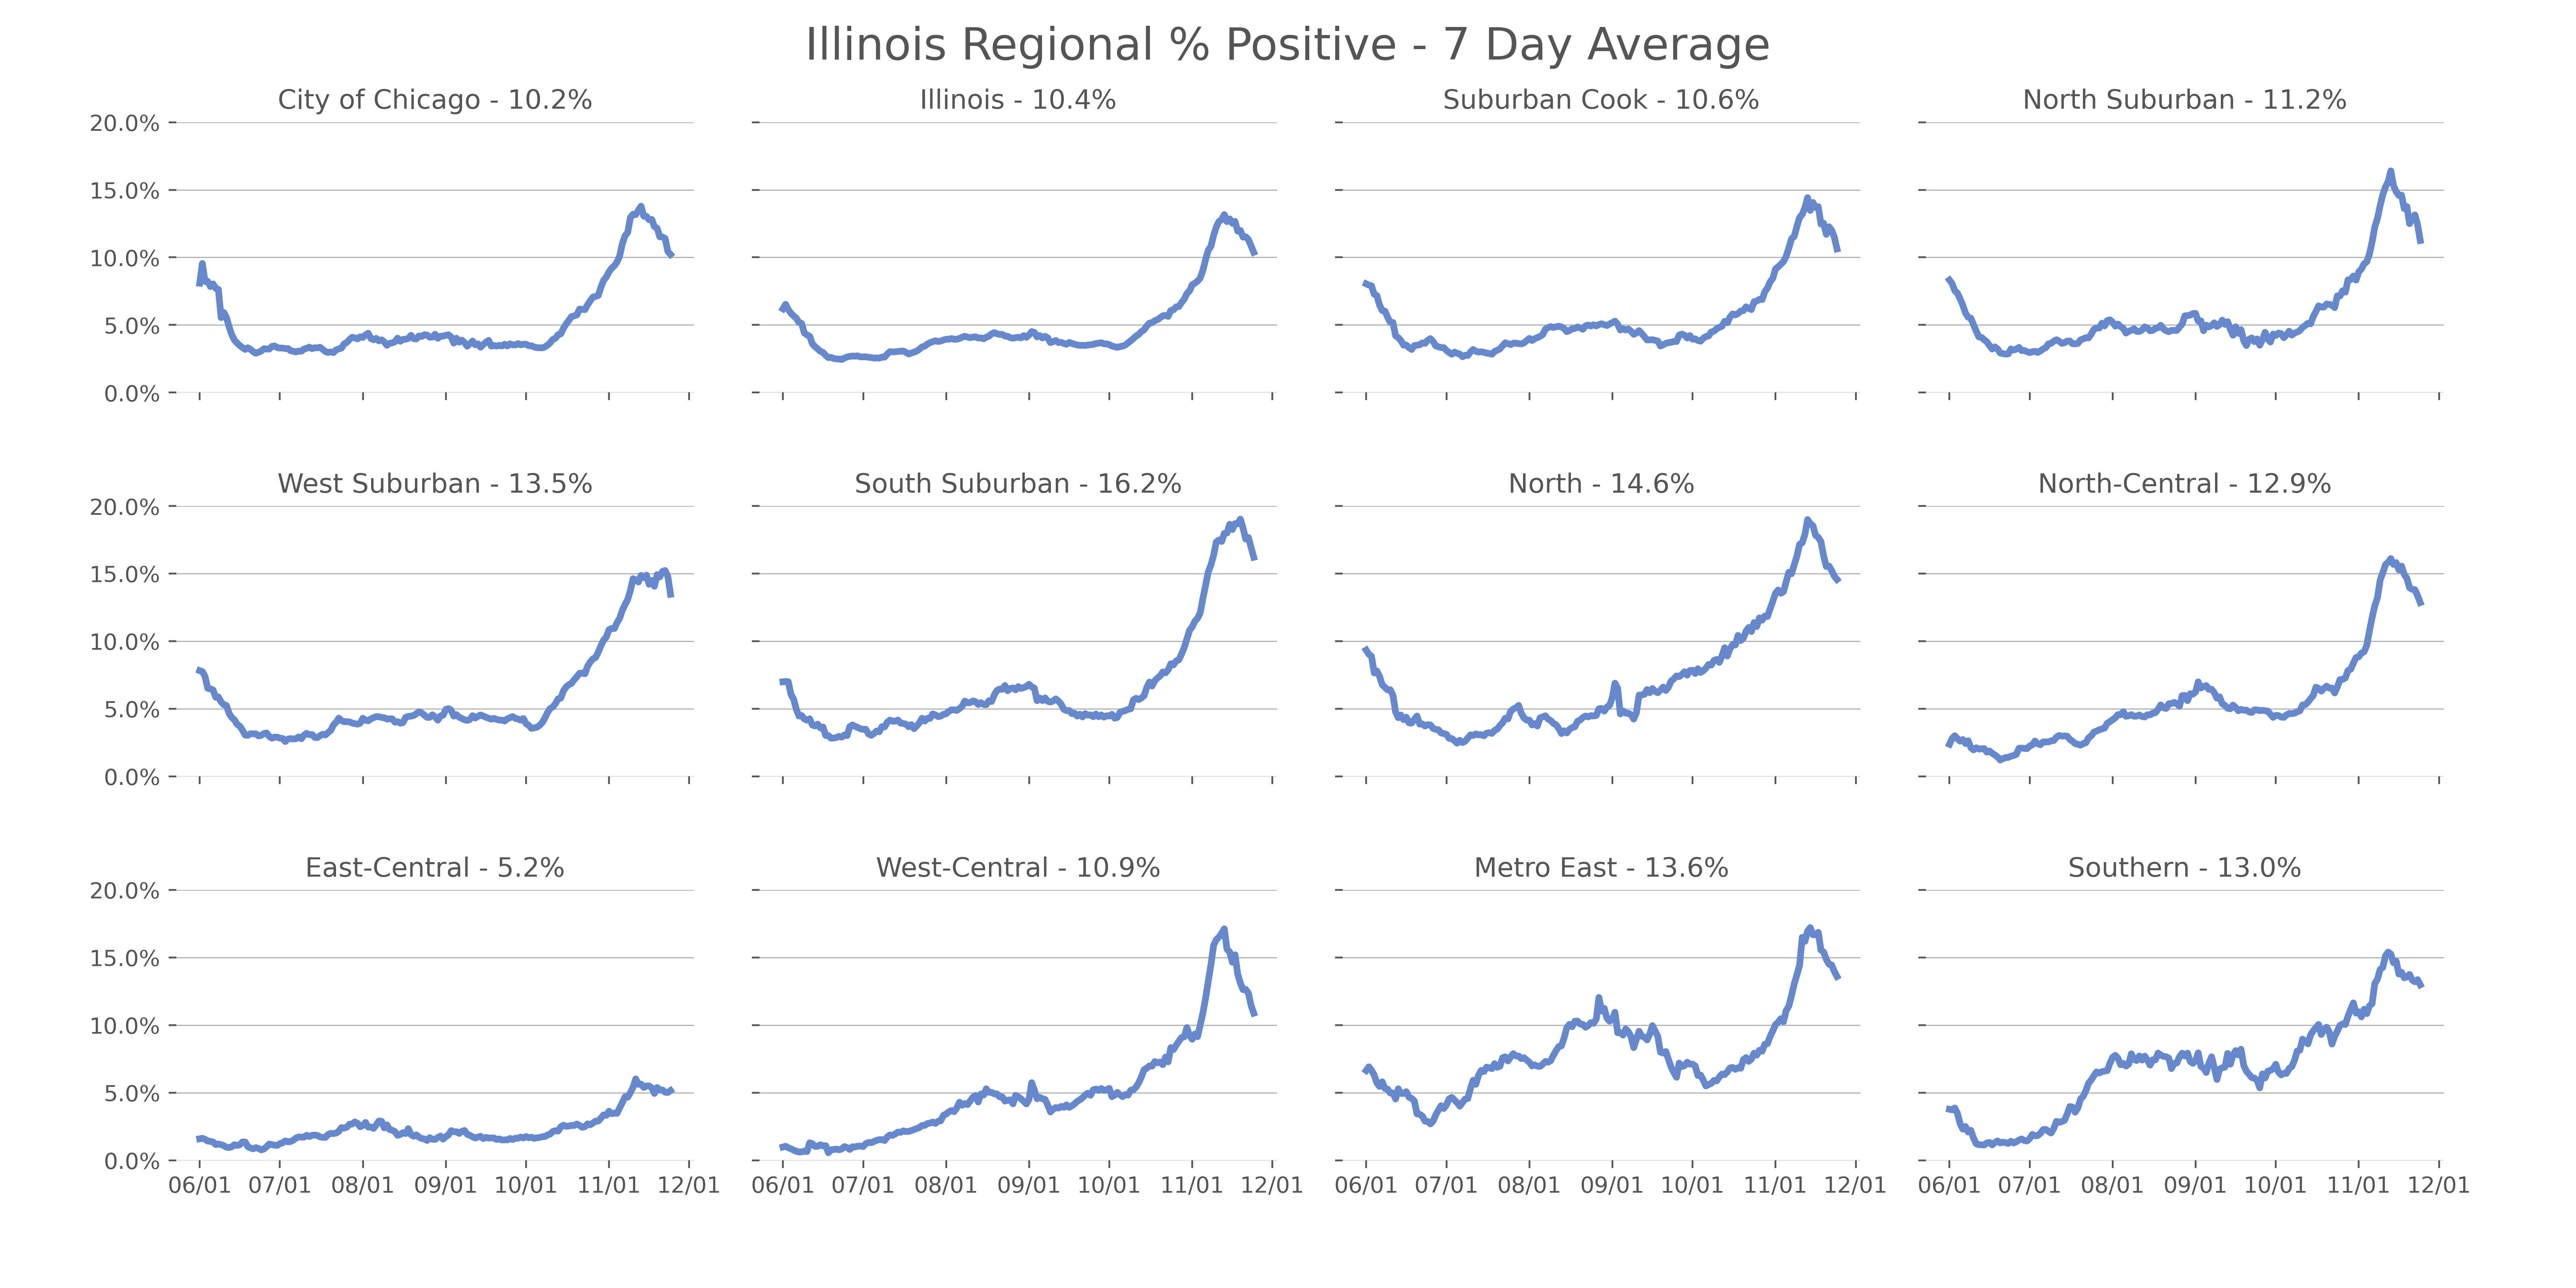 Illinois Regional % Positive - 7 Day Average
City of Chicago - 10.2%
Illinois - 10.4%
Suburban Cook - 10.6%
North Suburban - 11.2%
20.0%
15.0%
10.0%
5.0%
0.0%
West Suburban - 13.5%
South Suburban - 16.2%
North - 14.6%
North-Central - 12.9%
20.0%
15.0%
10.0%
5.0%
0.0%
East-Central - 5.2%
West-Central - 10.9%
Metro East - 13.6%
Southern - 13.0%
20.0%
15.0%
10.0%
5.0%
0.0%
06/01 07/01 08/01 09/01 10/01 11/01 12/01
06/01 07/01 08/01 09/01 10/01 11/01 12/01
06/01 07/01 08/01 09/01 10/01 11/01 12/01
06/01 07/01 08/01 09/01 10/01 11/01 12/01